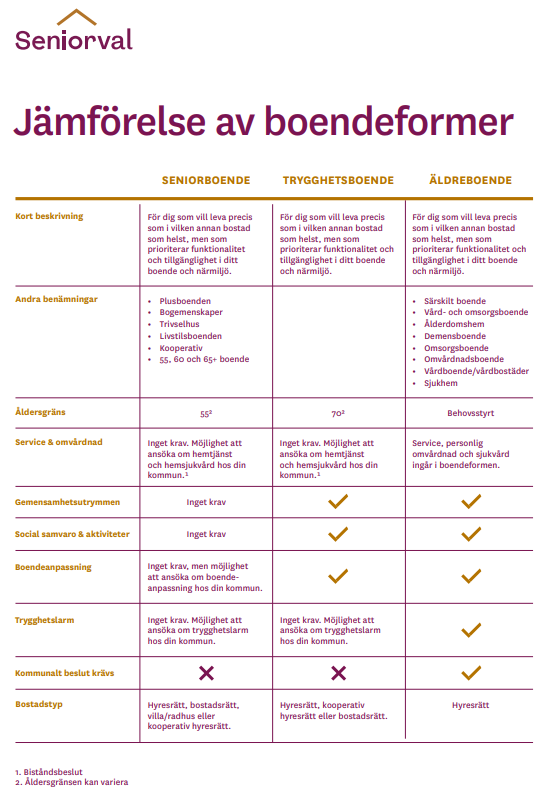 Seniorval
Jämförelse av boendeformer
SENIORBOENDE
TRYGGHETSBOENDE
ÄLDREBOENDE
Kort beskrivning
För dig som vill leva precis
som i vilken annan bostad
som helst, men som
prioriterar funktionalitet
och tillgänglighet i ditt
boende och närmiljö.
För dig som vill leva precis
som i vilken annan bostad
som helst, men som
prioriterar funktionalitet och
tillgänglighet i ditt boende
och närmiljö.
För dig som vill leva precis
som i vilken annan bostad
som helst, men som
prioriterar funktionalitet och
tillgänglighet i ditt boende
och närmiljö.
Andra benämningar
• Plusboenden
• Bogemenskaper
• Trivselhus
• Livstilsboenden
• Kooperativ
• 55, 60 och 65+ boende
• Särskilt boende
• Vård- och omsorgsboende
• Ålderdomshem
• Demensboende
• Omsorgsboende
• Omvårdnadsboende
• Vårdboende/vårdbostäder
• Sjukhem
Åldersgräns
55²
70²
Behovsstyrt
Service & omvårdnad
Inget krav. Möjlighet att
ansöka om hemtjänst
och hemsjukvård hos din
kommun.¹
Inget krav. Möjlighet att
ansöka om hemtjänst
och hemsjukvård hos din
kommun.¹
Service, personlig
omvårdnad och sjukvård
ingår i boendeformen.
Gemensamhetsutrymmen
Inget krav
Social samvaro & aktiviteter
Inget krav
Boendeanpassning
Inget krav, men möjlighet
att ansöka om boende-
anpassning hos din kommun.
Trygghetslarm
Inget krav. Möjlighet att
ansöka om trygghetslarm
hos din kommun.
Inget krav. Möjlighet att
ansöka om trygghetslarm
hos din kommun.
Kommunalt beslut krävs
Bostadstyp
Hyresrätt, bostadsrätt,
villa/radhus eller
kooperativ hyresrätt.
Hyresrätt, kooperativ
hyresrätt eller bostadsrätt.
Hyresrätt
1. Biståndsbeslut
2. Åldersgränsen kan variera